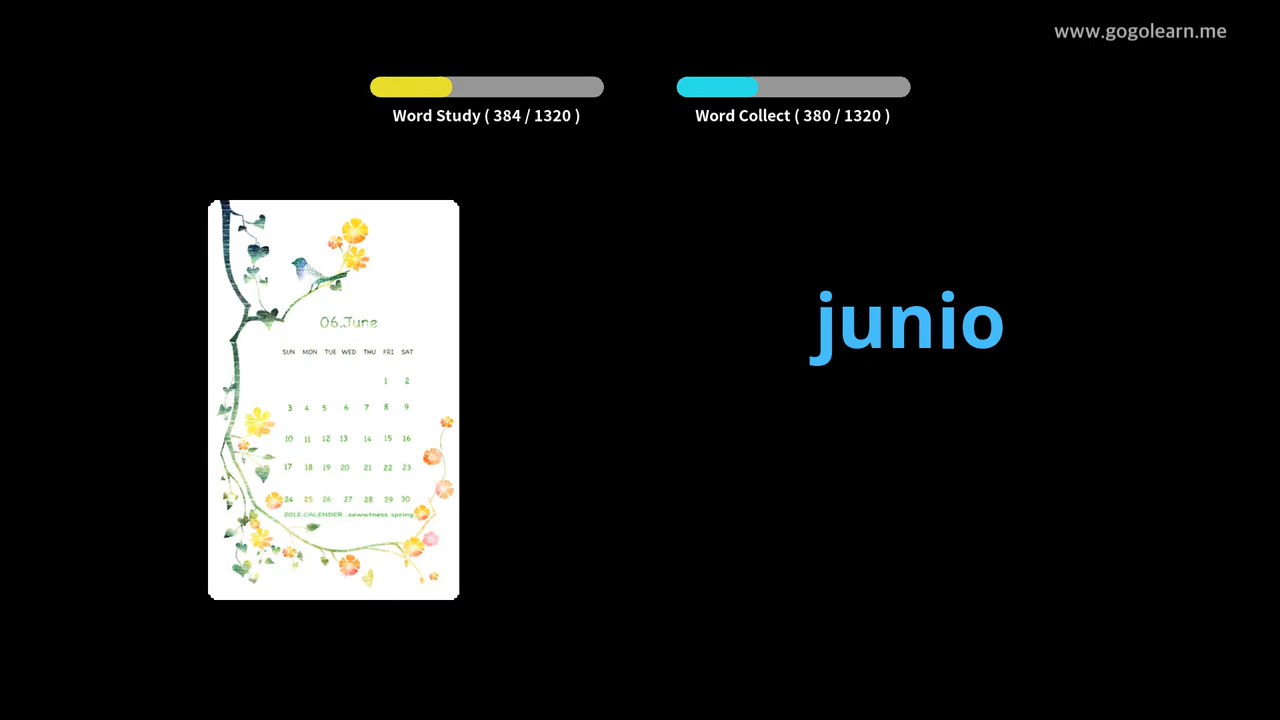 www.gogolearn.me
Word Study ( 384 / 1320 )
Word Collect ( 380 / 1320 )
06.June
SUN MON TUE WED THU FRI SAT
1 2
3 4 5 6 7 8 9
10 11 12 13 14 15 16
17 18 19 20 21 22 23
24 25 26 27 28 29 30
2012.CALENDER .sewwtness spring
junio